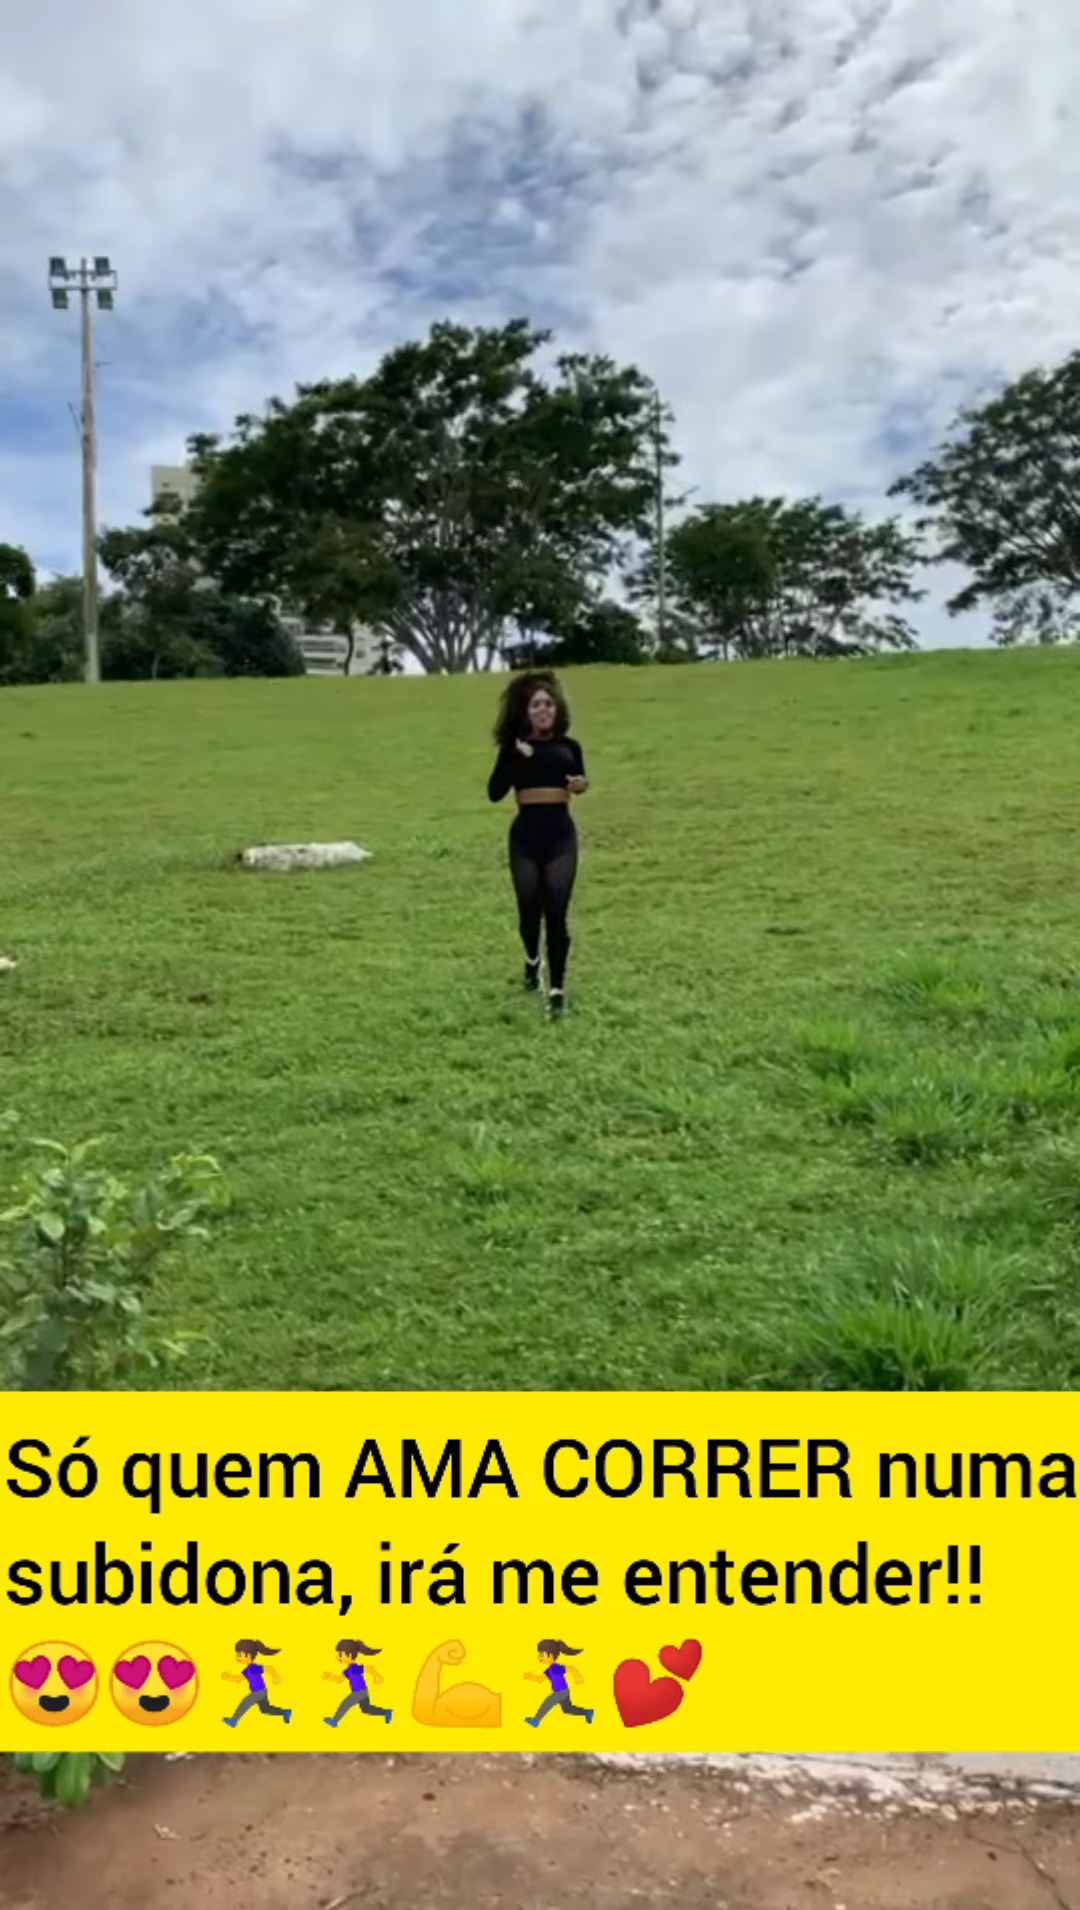 Só quem AMA CORRER numa
subidona, irá me entender!!
😍😍🏃‍♀️🏃‍♀️💪🏃‍♀️💕